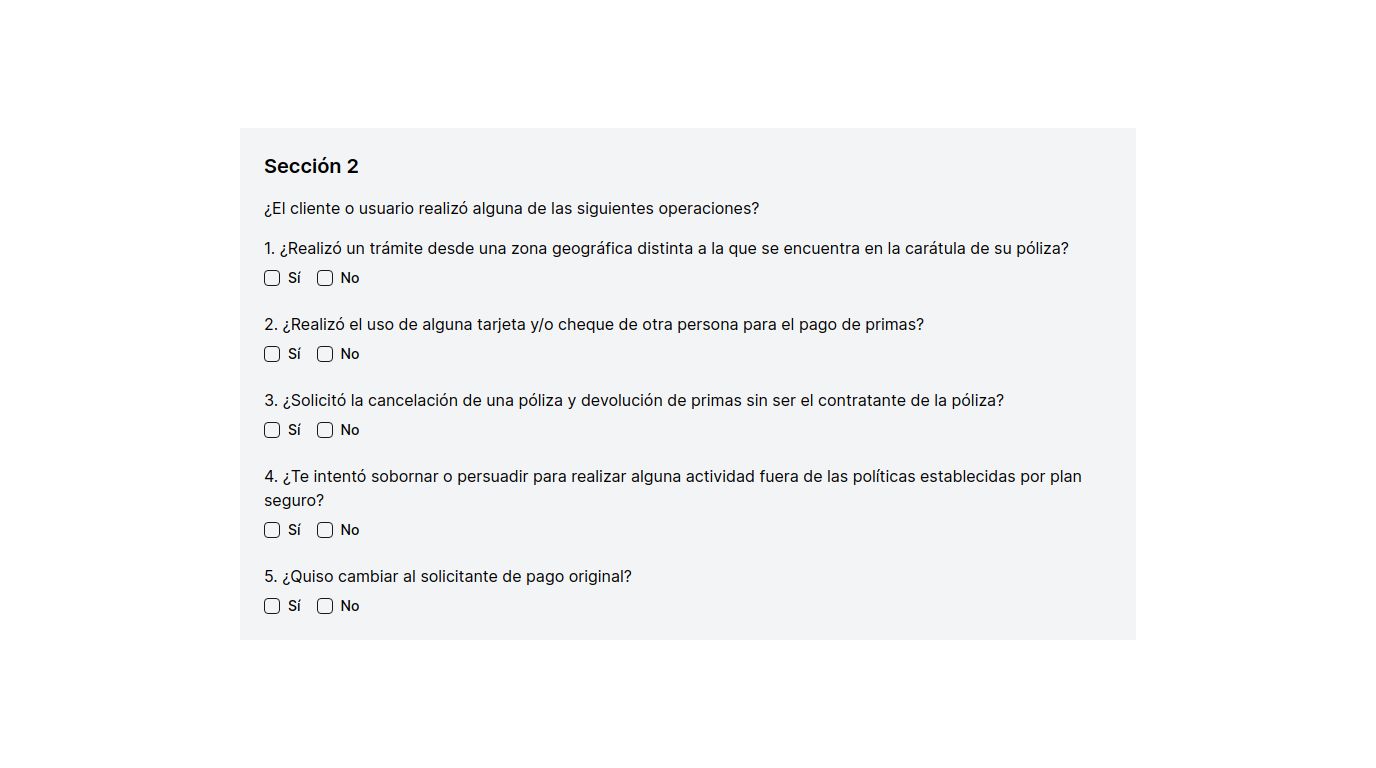 Sección 2
¿El cliente o usuario realizó alguna de las siguientes operaciones?
1. ¿Realizó un trámite desde una zona geográfica distinta a la que se encuentra en la carátula de su póliza?
Sí No
2. ¿Realizó el uso de alguna tarjeta y/o cheque de otra persona para el pago de primas?
Sí No
3. ¿Solicitó la cancelación de una póliza y devolución de primas sin ser el contratante de la póliza?
Sí No
4. ¿Te intentó sobornar o persuadir para realizar alguna actividad fuera de las políticas establecidas por plan
seguro?
Sí No
5. ¿Quiso cambiar al solicitante de pago original?
Sí No